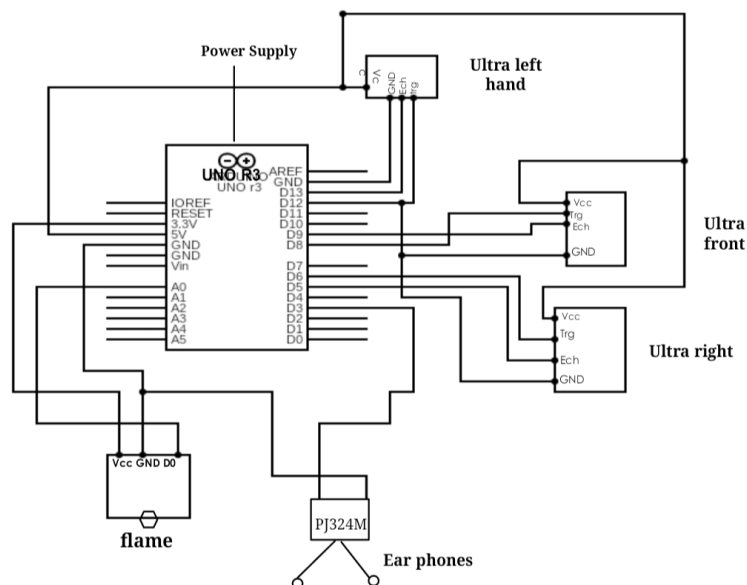 Power Supply
Ultra left
hand
Vc
C
GND
Ech
Trg
UNO R3
UNO r3
AREF
GND
D13
IOREF
D12
RESET
D11
3.3V
D10
5V
D9
GND
D8
GND
Vin
D7
D6
A0
D5
A1
D4
A2
D3
A3
D2
A4
D1
A5
D0
Vcc
Trg
Ech
GND
Ultra
front
Vcc
Trg
Ech
GND
Ultra right
Vcc GND D0
flame
PJ324M
Ear phones